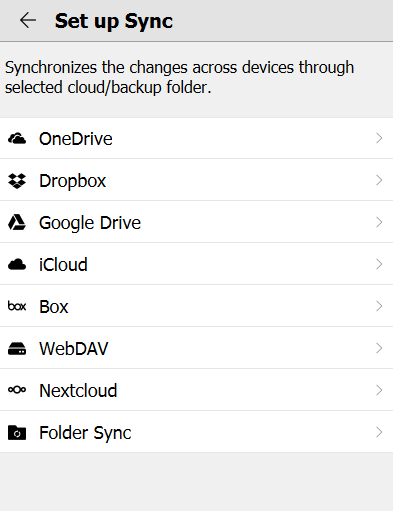 Set up Sync
Synchronizes the changes across devices through
selected cloud/backup folder.
OneDrive
Dropbox
Google Drive
iCloud
box Box
WebDAV
Nextcloud
Folder Sync